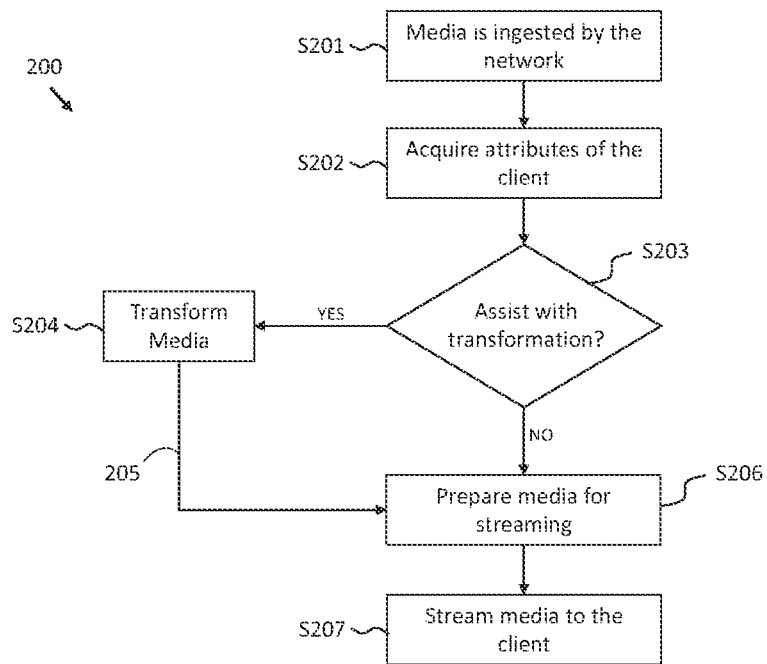 S201
Media is ingested by the
network
200
S202
Acquire attributes of the
client
S203
S204
Transform
Media
YES
Assist with
transformation?
NO
205
S206
Prepare media for
streaming
S207
Stream media to the
client